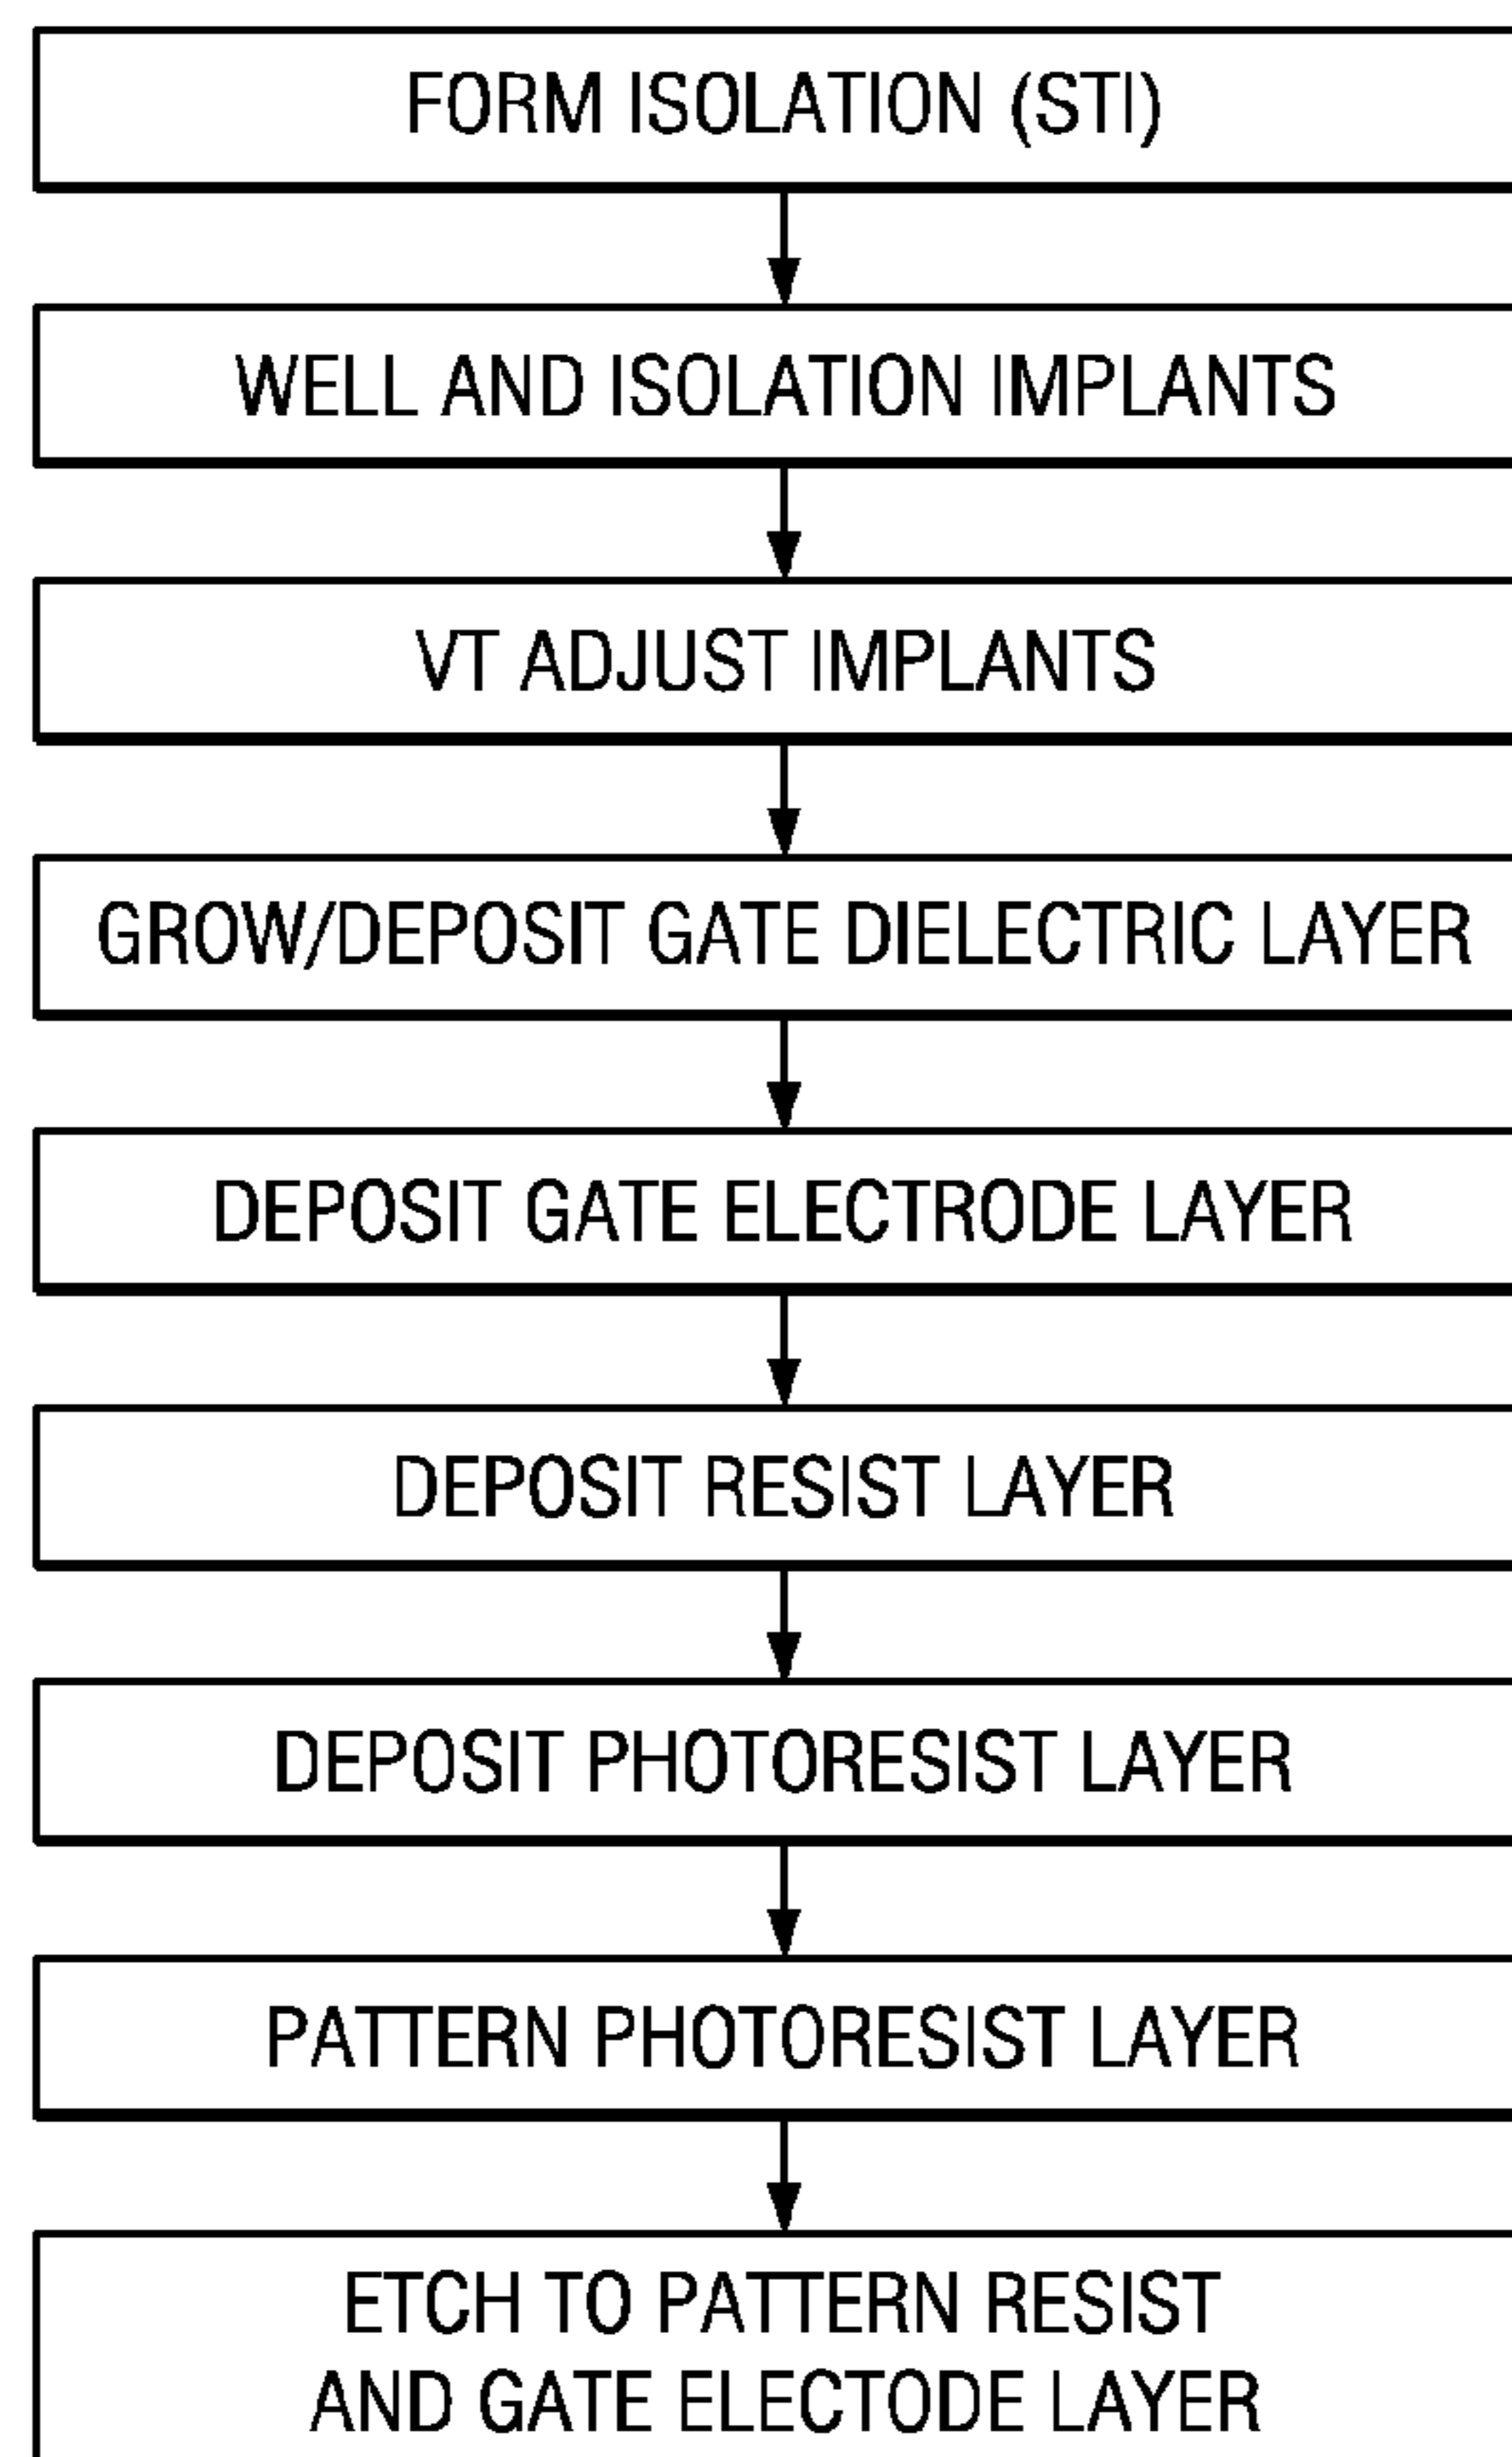 FORM ISOLATION (STI)
WELL AND ISOLATION IMPLANTS
VT ADJUST IMPLANTS
GROW/DEPOSIT GATE DIELECTRIC LAYER
DEPOSIT GATE ELECTRODE LAYER
DEPOSIT RESIST LAYER
DEPOSIT PHOTORESIST LAYER
PATTERN PHOTORESIST LAYER
ETCH TO PATTERN RESIST
AND GATE ELECTODE LAYER